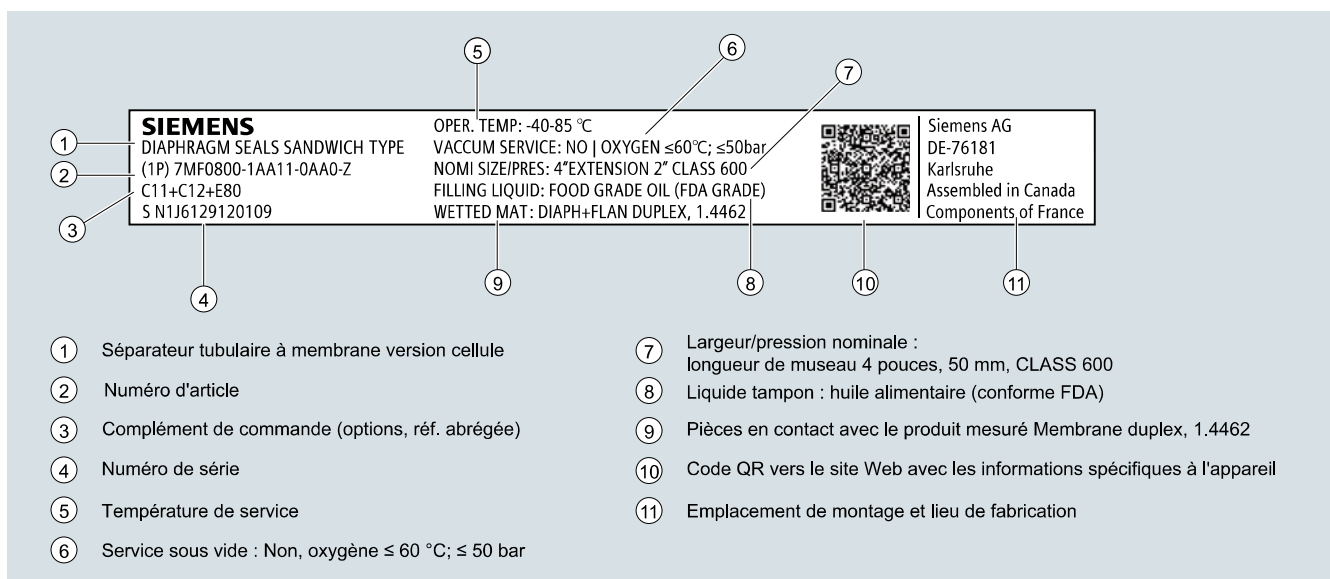 5
6
7
SIEMENS
DIAPHRAGM SEALS SANDWICH TYPE
(1P) 7MF0800-1AA11-0AA0-Z
C11+C12+E80
S N1J6129120109
OPER. TEMP: -40-85 °C
VACCUM SERVICE: NO | OXYGEN ≤60°C; ≤50bar
NOMI SIZE/PRES: 4"EXTENSION 2" CLASS 600
FILLING LIQUID: FOOD GRADE OIL (FDA GRADE)
WETTED MAT: DIAPH+FLAN DUPLEX, 1.4462
Siemens AG
DE-76181
Karlsruhe
Assembled in Canada
Components of France
1
2
3
4
9
8
10
11
1 Séparateur tubulaire à membrane version cellule
2 Numéro d'article
3 Complément de commande (options, réf. abrégée)
4 Numéro de série
5 Température de service
6 Service sous vide : Non, oxygène ≤ 60 °C; ≤ 50 bar
7 Largeur/pression nominale :
longueur de museau 4 pouces, 50 mm, CLASS 600
8 Liquide tampon : huile alimentaire (conforme FDA)
9 Pièces en contact avec le produit mesuré Membrane duplex, 1.4462
10 Code QR vers le site Web avec les informations spécifiques à l'appareil
11 Emplacement de montage et lieu de fabrication